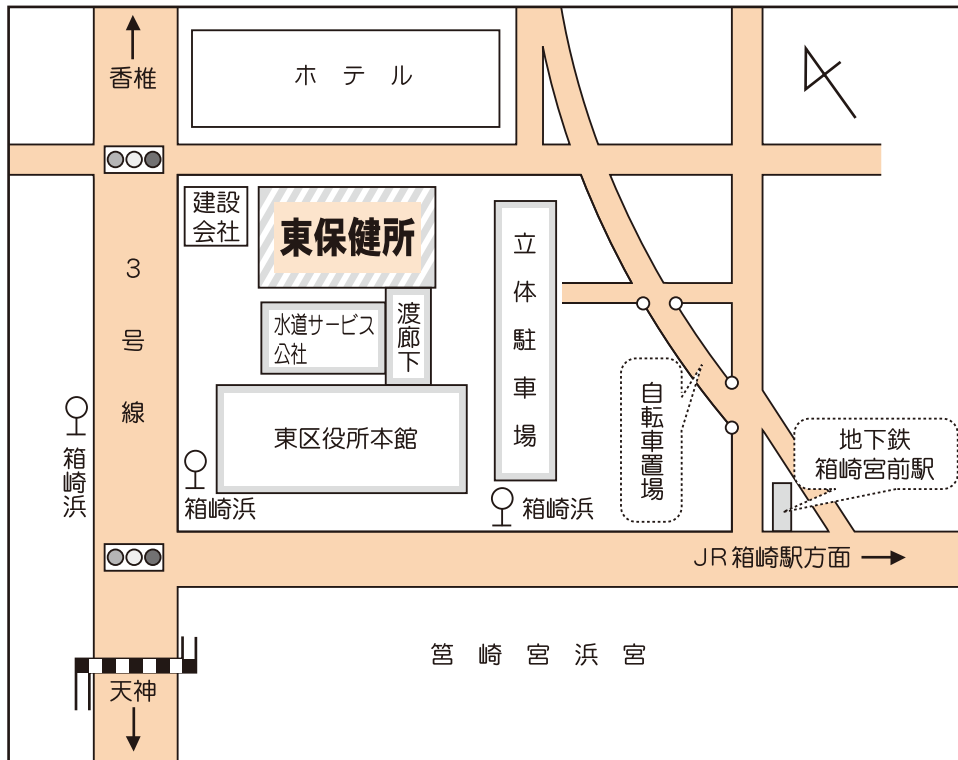 香椎
ホテル
建設
会社
東保健所
3号線
水道サービス
公社
渡廊下
立体駐車場
東区役所本館
自転車置場
地下鉄
箱崎宮前駅
箱崎浜
箱崎浜
箱崎浜
JR箱崎駅方面
筥崎宮浜宮
天神